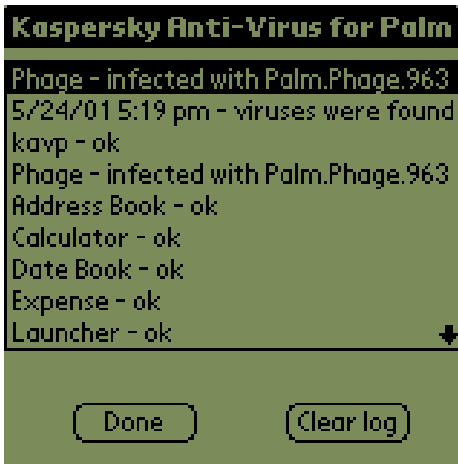 Kaspersky Anti-Virus for Palm
Phage - infected with Palm.Phage.963
5/24/01 5:19 pm - viruses were found
kavp - ok
Phage - infected with Palm.Phage.963
Address Book - ok
Calculator - ok
Date Book - ok
Expense - ok
Launcher - ok
Done
Clear log